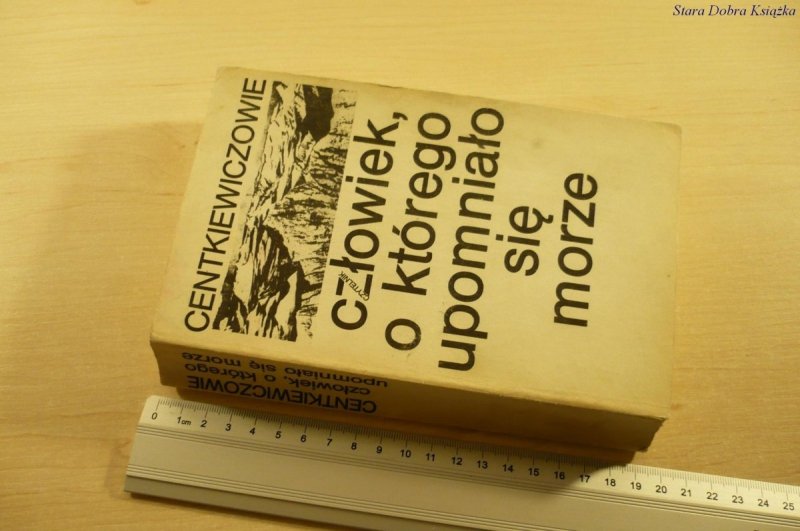 Stara Dobra Książka
CENTKIEWICZOWIE
człowiek,
o którego
upomniało
się
morze
CZYTELNIK
CENTKIEWICZOWIE
człowiek, o którego
upomniało się morze
0 1cm 2 3 4 5 6 7 8 9 10 11 12 13 14 15 16 17 18 19 20 21 22 23 24 25